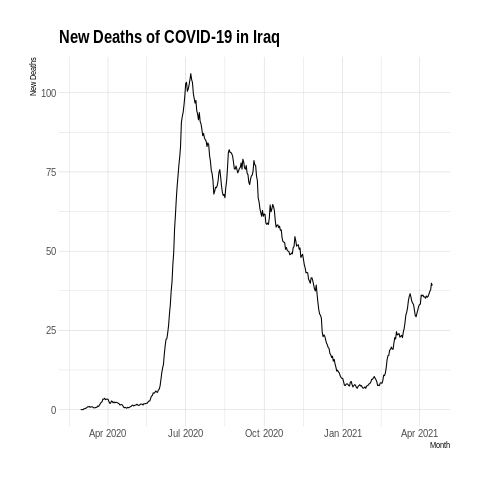 New Deaths of COVID-19 in Iraq
New Deaths
100
75
50
25
0
Apr 2020 Jul 2020 Oct 2020 Jan 2021 Apr 2021
Month